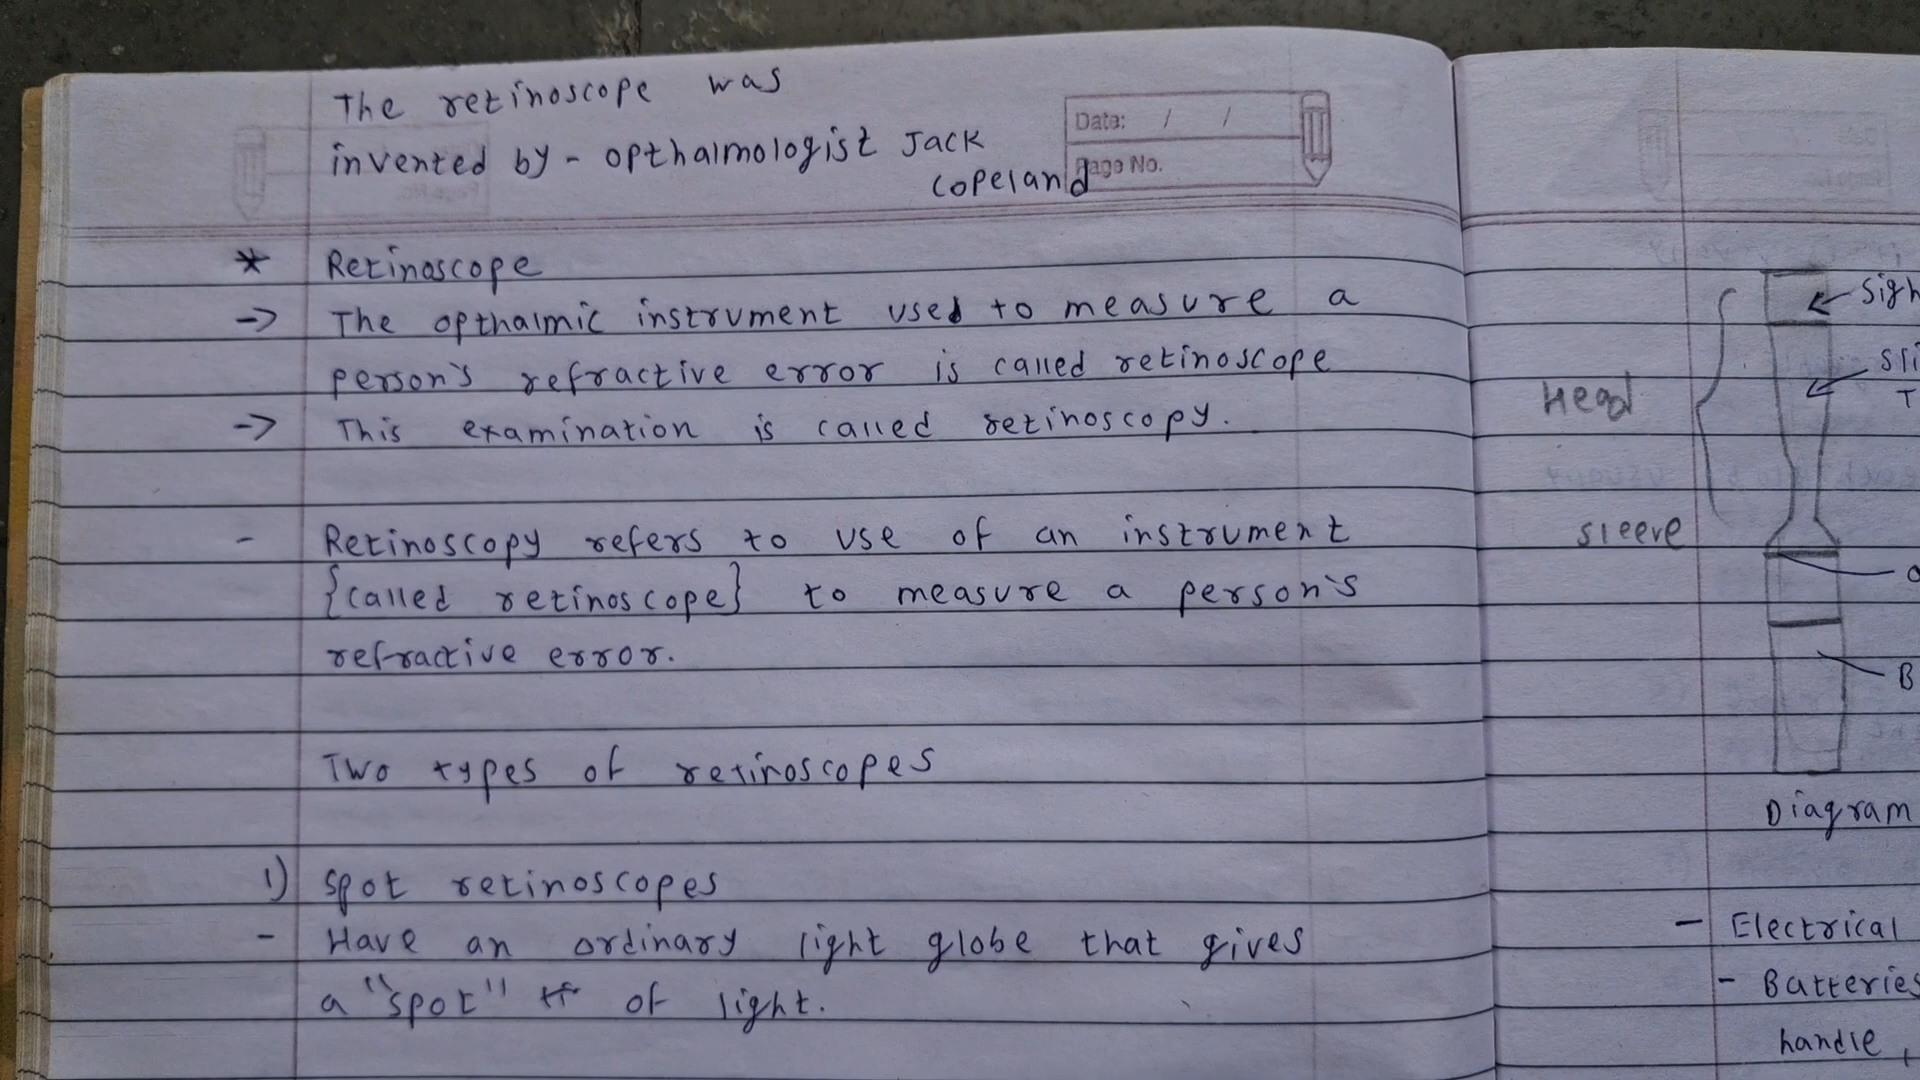 The retinoscope was
invented by - opthalmologist Jack
copeland
Date: / /
Page No.
* Retinoscope
-> The opthalmic instrument used to measure a
person's refractive error is called retinoscope
-> This examination is called retinoscopy.
- Retinoscopy refers to use of an instrument
{called retinoscope} to measure a person's
refractive error.
Two types of retinoscopes
1) spot retinoscopes
- Have an ordinary light globe that gives
a "spot" of light.
Head
sleeve
B
Diagram
- Electrical
- Batteries
handle,